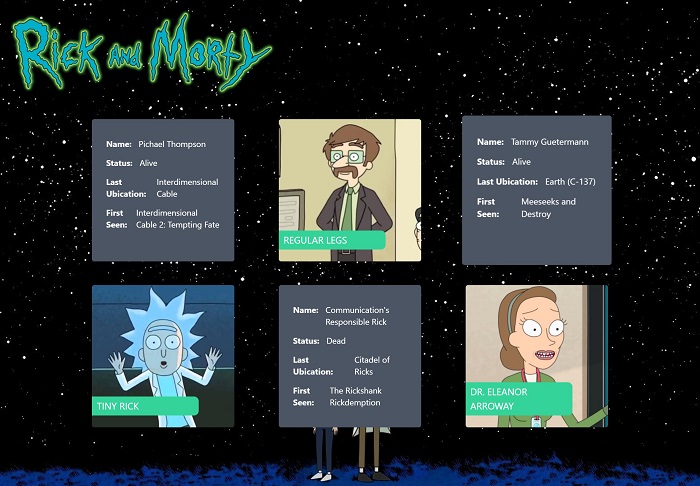 Rick and Morty
Name: Pichael Thompson
Status: Alive
Last Interdimensional
Ubication: Cable
First Interdimensional
Seen: Cable 2: Tempting Fate
REGULAR LEGS
Name: Tammy Guetermann
Status: Alive
Last Ubication: Earth (C-137)
First Meeseeks and
Seen: Destroy
TINY RICK
Name: Communication's
Responsible Rick
Status: Dead
Last Citadel of
Ubication: Ricks
First The Rickshank
Seen: Rickdemption
DR. ELEANOR
ARROWAY